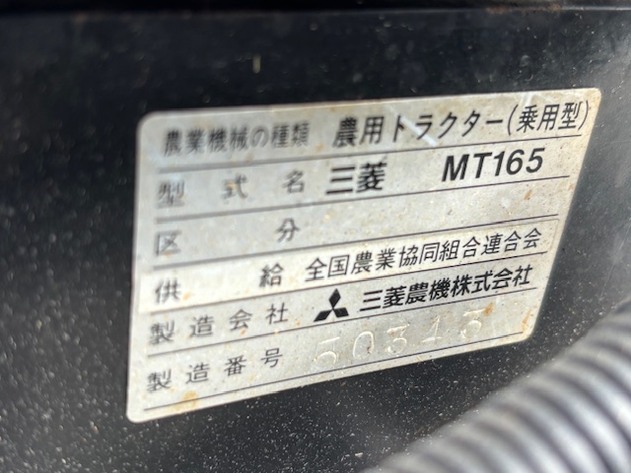 農業機械の種類 農用トラクター(乗用型)
型式名 三菱 MT165
区分
供給 全国農業協同組合連合会
製造会社 三菱農機株式会社
製造番号 50313